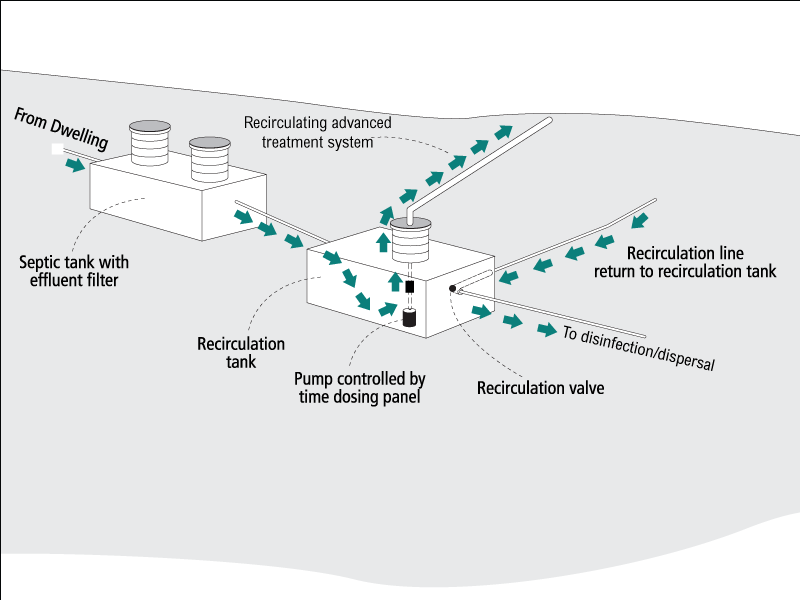 From Dwelling
Recirculating advanced
treatment system
Septic tank with
effluent filter
Recirculation line
return to recirculation tank
Recirculation
tank
To disinfection/dispersal
Pump controlled by
time dosing panel
Recirculation valve